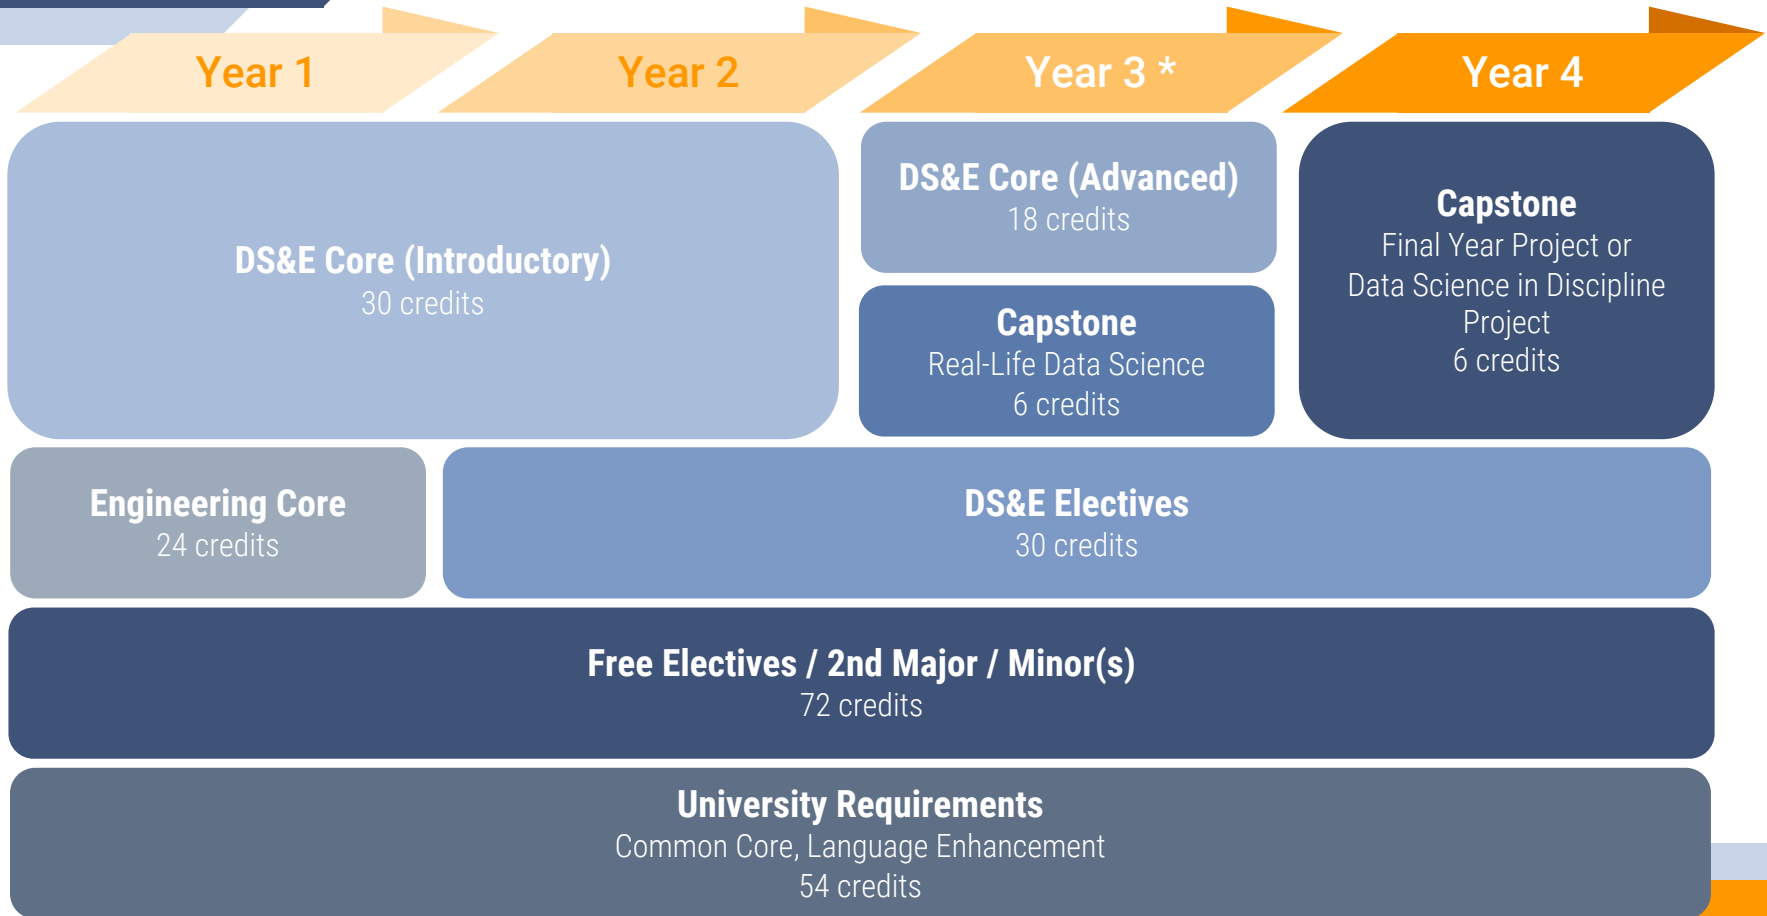 Year 1
Year 2
Year 3 *
Year 4
DS&E Core (Introductory)
30 credits
DS&E Core (Advanced)
18 credits
Capstone
Real-Life Data Science
6 credits
Capstone
Final Year Project or
Data Science in Discipline
Project
6 credits
Engineering Core
24 credits
DS&E Electives
30 credits
Free Electives / 2nd Major / Minor(s)
72 credits
University Requirements
Common Core, Language Enhancement
54 credits